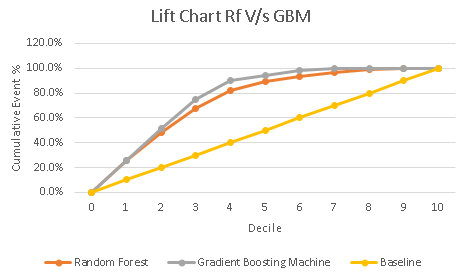 Lift Chart Rf V/s GBM
Cumulative Event %
120.0%
100.0%
80.0%
60.0%
40.0%
20.0%
0.0%
0 1 2 3 4 5 6 7 8 9 10
Decile
Random Forest Gradient Boosting Machine Baseline